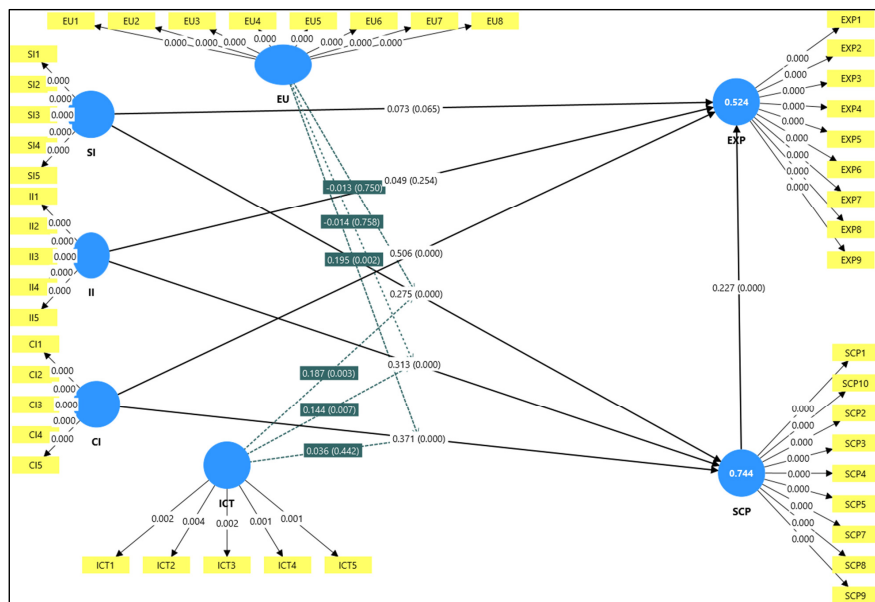 EU1 EU2 EU3 EU4 EU5 EU6 EU7 EU8
0.000 0.000 0.000 0.000 0.000 0.000 0.000 0.000
EU
SI1
SI2
SI3
SI4
SI5
0.000
0.000
0.000
0.000
0.000
SI
II1
II2
II3
II4
II5
0.000
0.000
0.000
0.000
0.000
II
CI1
CI2
CI3
CI4
CI5
0.000
0.000
0.000
0.000
0.000
CI
0.073 (0.065)
0.049 (0.254)
-0.013 (0.750)
-0.014 (0.758)
0.195 (0.002)
0.506 (0.000)
0.275 (0.000)
0.313 (0.000)
0.371 (0.000)
0.187 (0.003)
0.144 (0.007)
0.036 (0.442)
ICT
0.002 0.004 0.002 0.001 0.001
ICT1 ICT2 ICT3 ICT4 ICT5
0.524
EXP
0.000
0.000
0.000
0.000
0.000
0.000
0.000
0.000
0.000
EXP1
EXP2
EXP3
EXP4
EXP5
EXP6
EXP7
EXP8
EXP9
0.227 (0.000)
0.744
SCP
0.000
0.000
0.000
0.000
0.000
0.000
0.000
0.000
0.000
SCP1
SCP10
SCP2
SCP3
SCP4
SCP5
SCP7
SCP8
SCP9